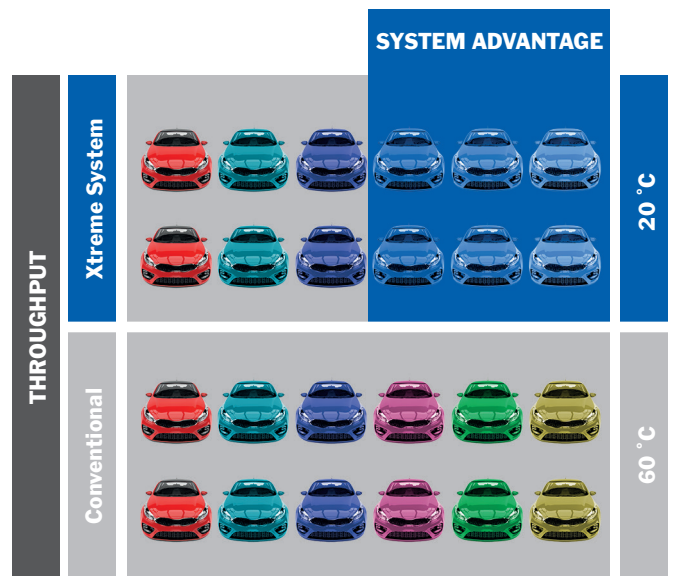 SYSTEM ADVANTAGE
THROUGHPUT
Xtreme System
20 °C
Conventional
60 °C